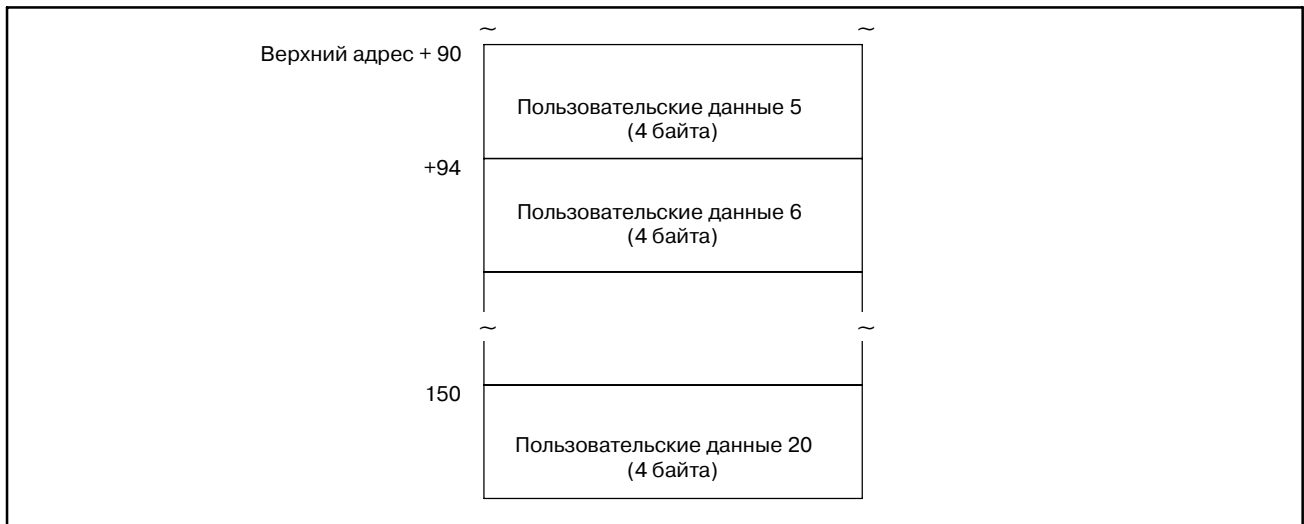 ~ ~
Верхний адрес + 90
Пользовательские данные 5
(4 байта)
+94
Пользовательские данные 6
(4 байта)
~ ~
150
Пользовательские данные 20
(4 байта)